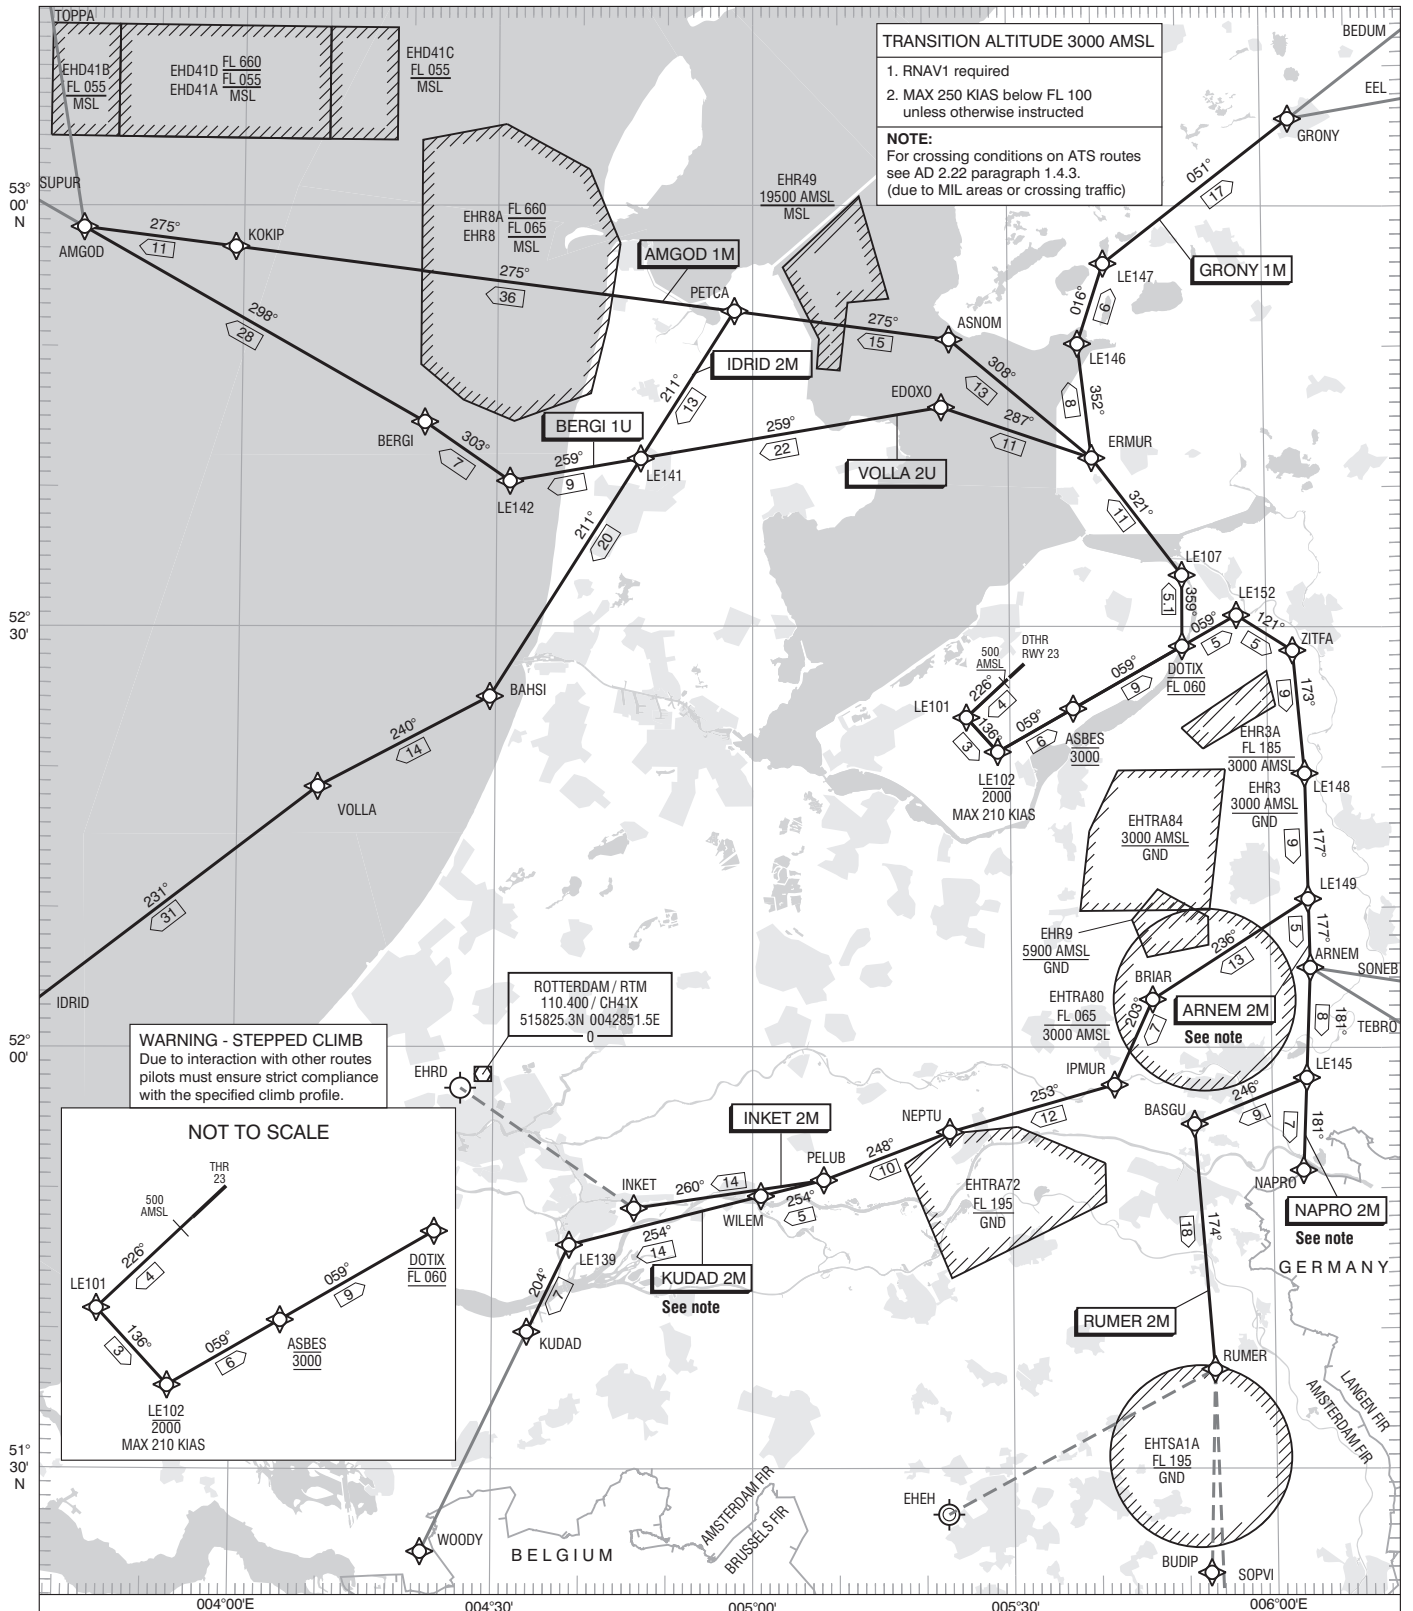 TOPPA
EHD41B
FL 055
MSL
EHD41D FL 660
EHD41A FL 055
MSL
EHD41C
FL 055
MSL
TRANSITION ALTITUDE 3000 AMSL
1. RNAV1 required
2. MAX 250 KIAS below FL 100
unless otherwise instructed
NOTE:
For crossing conditions on ATS routes
see AD 2.22 paragraph 1.4.3.
(due to MIL areas or crossing traffic)
BEDUM
EEL
GRONY
051°
17
GRONY 1M
LE147
016°
9
LE146
352°
8
53°
00'
N
SUPUR
AMGOD
275°
11
KOKIP
EHR8A FL 660
EHR8 FL 065
MSL
EHR49
19500 AMSL
MSL
275°
36
AMGOD 1M
PETCA
275°
15
ASNOM
308°
13
298°
28
IDRID 2M
211°
13
EDOXO
287°
11
ERMUR
BERGI
303°
7
BERGI 1U
259°
9
259°
22
VOLLA 2U
LE142
LE141
211°
20
321°
11
LE107
5.1
359°
LE152
52°
30'
059°
5
121°
5
ZITFA
DOTIX
FL 060
DTHR
RWY 23
500
AMSL
226°
4
LE101
136°
3
059°
6
059°
9
ASBES
3000
LE102
2000
MAX 210 KIAS
173°
9
EHR3A
FL 185
3000 AMSL
EHR3
3000 AMSL
GND
LE148
BAHSI
240°
14
VOLLA
231°
31
IDRID
EHTRA84
3000 AMSL
GND
177°
9
LE149
EHR9
5900 AMSL
GND
236°
13
177°
5
ARNEM
SONEB
TEBRO
BRIAR
203°
7
EHTRA80
FL 065
3000 AMSL
ARNEM 2M
See note
181°
8
52°
00'
ROTTERDAM / RTM
110.400 / CH41X
515825.3N 0042851.5E
0
EHRD
WARNING - STEPPED CLIMB
Due to interaction with other routes
pilots must ensure strict compliance
with the specified climb profile.
IPMUR
LE145
246°
9
BASGU
253°
12
NEPTU
INKET 2M
PELUB
248°
10
181°
7
NAPRO
NAPRO 2M
See note
GERMANY
INKET
260°
14
WILEM
254°
5
EHTRA72
FL 195
GND
174°
18
254°
14
LE139
KUDAD 2M
See note
204°
7
KUDAD
RUMER 2M
RUMER
LANGEN FIR
AMSTERDAM FIR
NOT TO SCALE
THR
23
500
AMSL
226°
4
LE101
136°
3
059°
6
059°
9
DOTIX
FL 060
ASBES
3000
LE102
2000
MAX 210 KIAS
51°
30'
N
EHTSA1A
FL 195
GND
EHEH
AMSTERDAM FIR
BRUSSELS FIR
WOODY
BELGIUM
BUDIP
SOPVI
004°00'E
004°30'
005°00'
005°30'
006°00'E